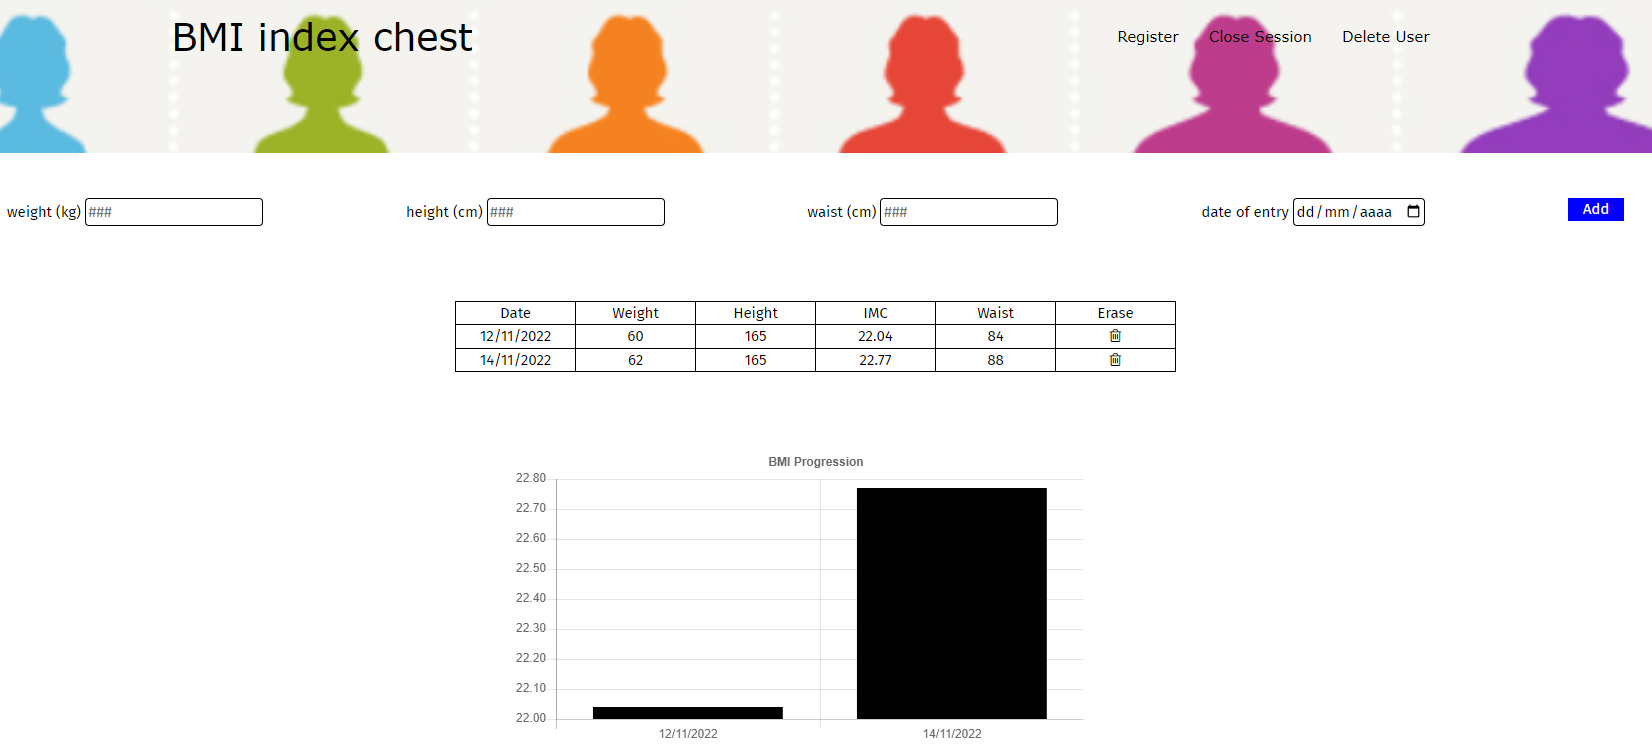 BMI index chest
Register Close Session Delete User
weight (kg) ### height (cm) ### waist (cm) ### date of entry dd/mm/aaaa Add
Date Weight Height IMC Waist Erase
12/11/2022 60 165 22.04 84
14/11/2022 62 165 22.77 88
BMI Progression
22.80
22.70
22.60
22.50
22.40
22.30
22.20
22.10
22.00
12/11/2022 14/11/2022